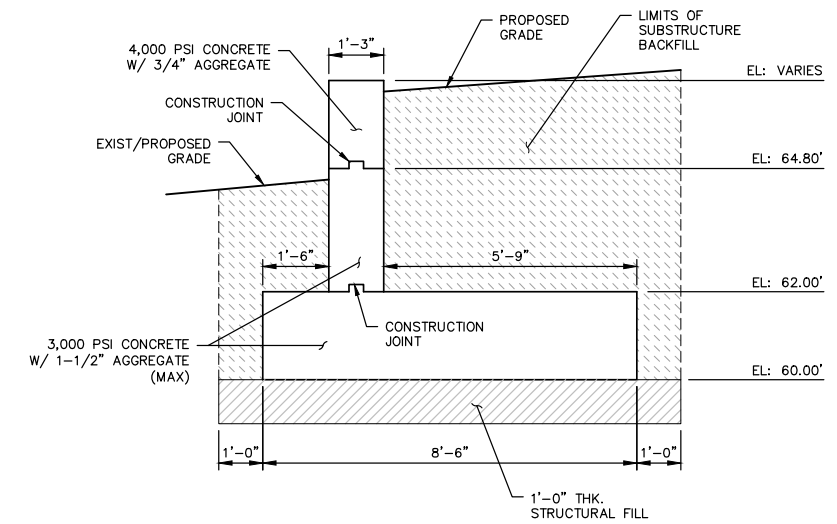 PROPOSED
GRADE
LIMITS OF
SUBSTRUCTURE
BACKFILL
1'-3"
4,000 PSI CONCRETE
W/ 3/4" AGGREGATE
EL: VARIES
CONSTRUCTION
JOINT
EXIST/PROPOSED
GRADE
EL: 64.80'
1'-6"
5'-9"
EL: 62.00'
CONSTRUCTION
JOINT
3,000 PSI CONCRETE
W/ 1-1/2" AGGREGATE
(MAX)
EL: 60.00'
1'-0"
8'-6"
1'-0"
1'-0" THK.
STRUCTURAL FILL